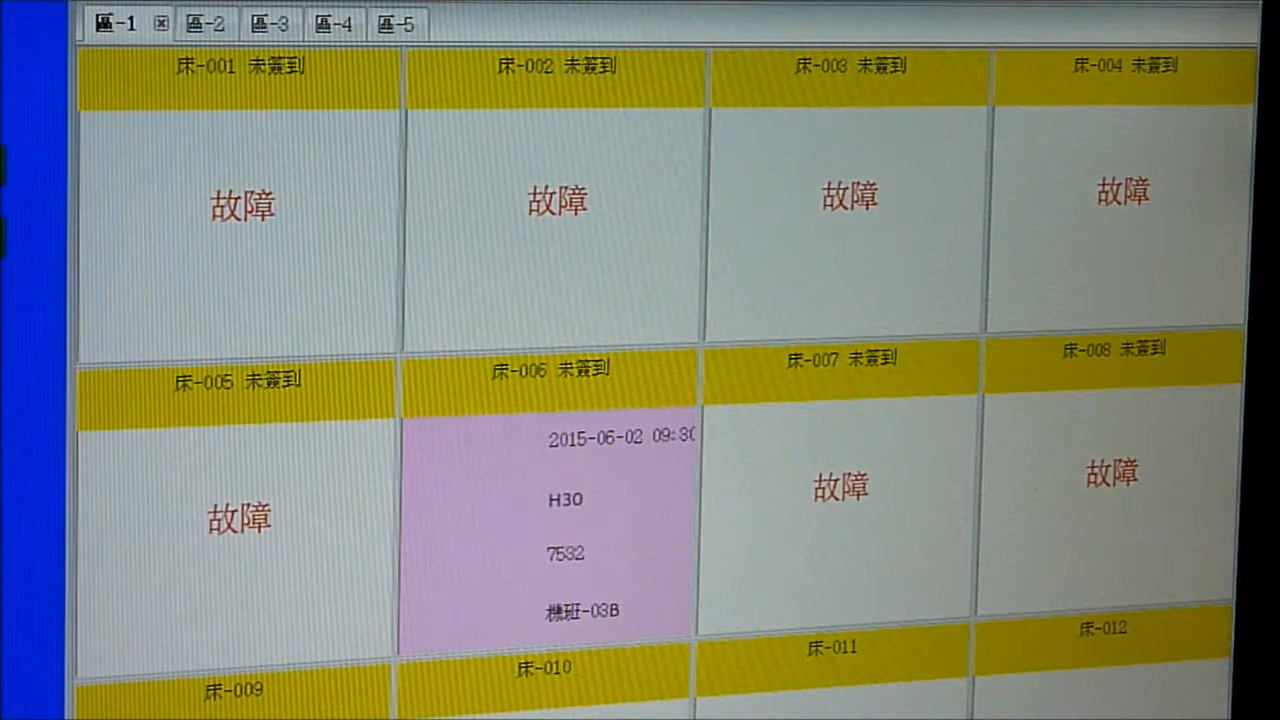 區-1 區-2 區-3 區-4 區-5
床-001 未簽到 床-002 未簽到 床-003 未簽到 床-004 未簽到
故障 故障 故障 故障
床-005 未簽到 床-006 未簽到 床-007 未簽到 床-008 未簽到
2015-06-02 09:30
故障 H30 故障 故障
7532
機班-03B
床-009 床-010 床-011 床-012